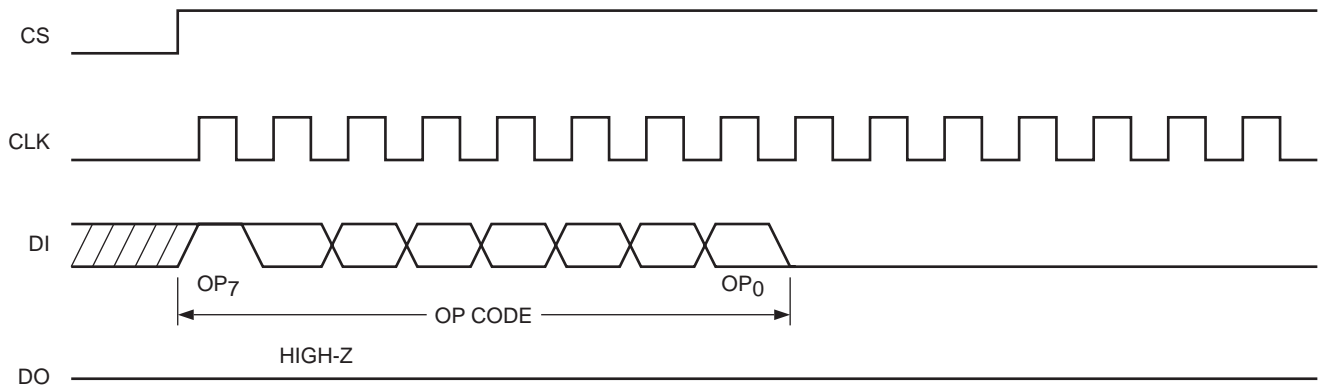 CS
CLK
DI
OP7
OP0
OP CODE
HIGH-Z
DO